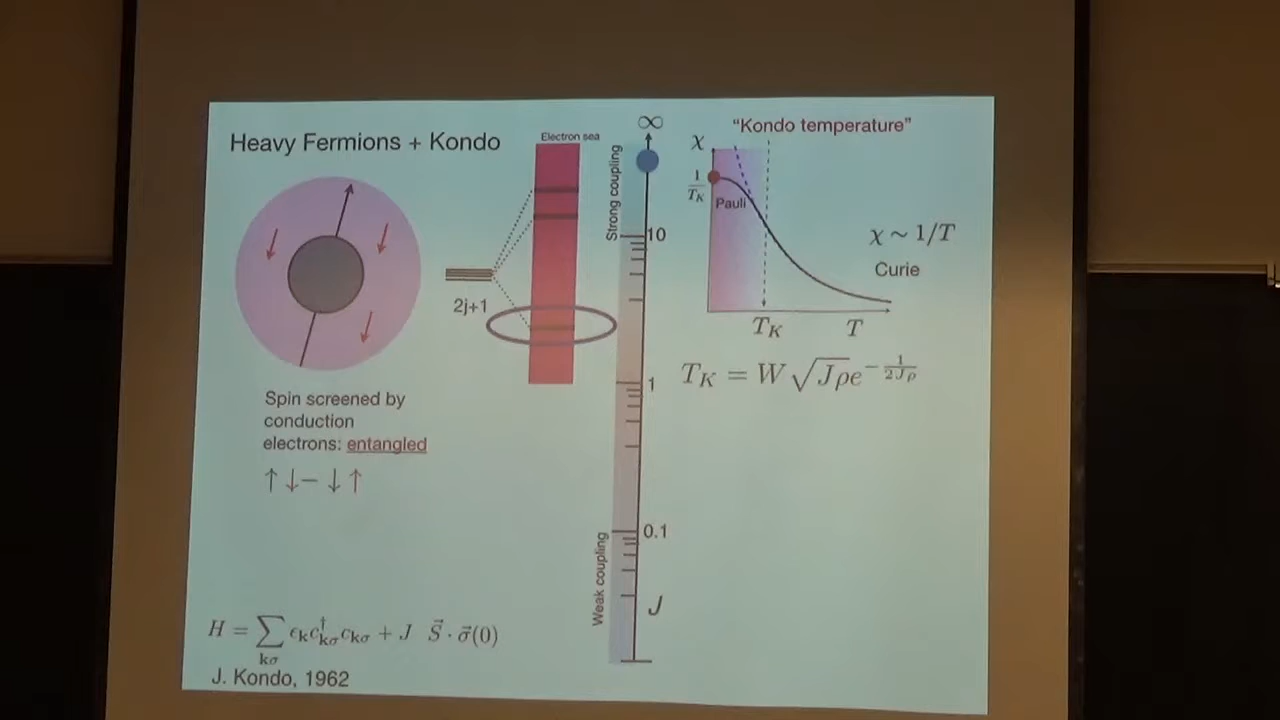 Heavy Fermions + Kondo
Electron sea
2j+1
Spin screened by
conduction
electrons: entangled
↑↓− ↓↑
H = ∑ ϵ_k c†_kσ c_kσ + J S⃗ · σ⃗(0)
kσ
J. Kondo, 1962
∞
Strong coupling
10
1
0.1
Weak coupling
J
"Kondo temperature"
χ
1/T_K
Pauli
χ ~ 1/T
Curie
T_K
T
T_K = W√(Jρ)e^(−1/(2Jρ))